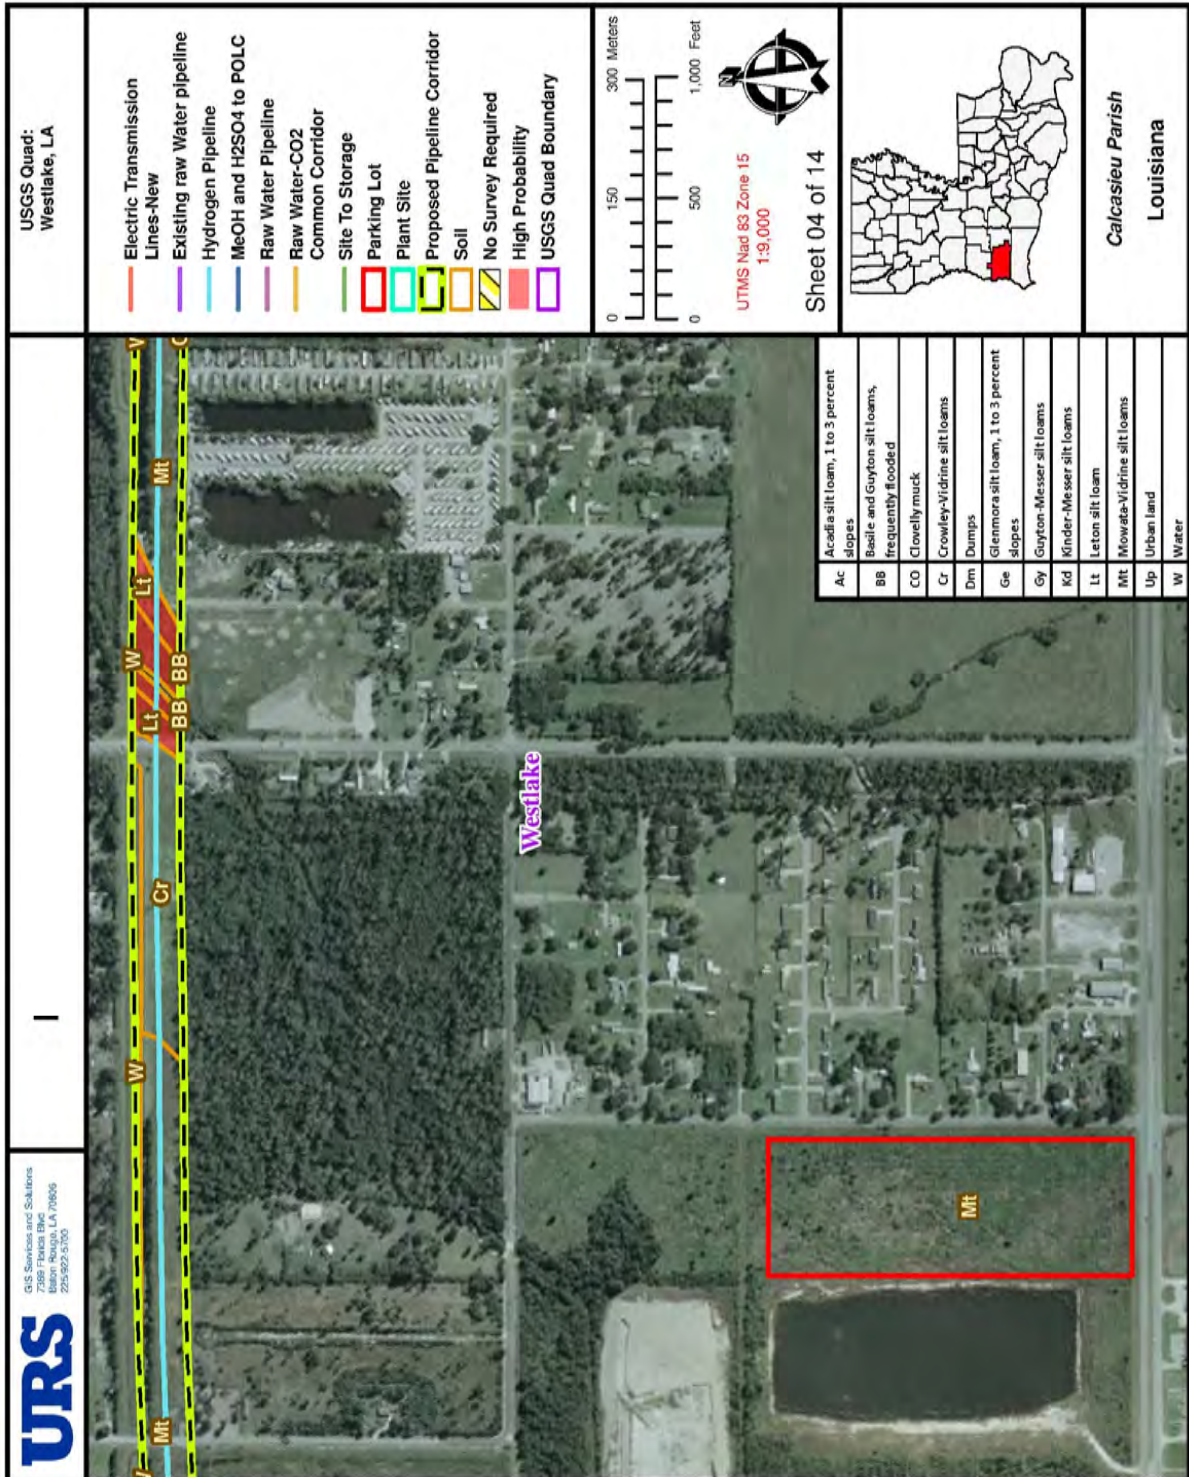 URS
GIS Services and Solutions
7389 Florida Blvd
Baton Rouge, LA 70806
225/922-5700
USGS Quad:
Westlake, LA
Electric Transmission
Lines-New
Existing raw Water pipeline
Hydrogen Pipeline
MeOH and H2SO4 to POLC
Raw Water Pipeline
Raw Water-CO2
Common Corridor
Site To Storage
Parking Lot
Plant Site
Proposed Pipeline Corridor
Soil
No Survey Required
High Probability
USGS Quad Boundary
0 150 300 Meters
0 500 1,000 Feet
N
UTMS Nad 83 Zone 15
1:9,000
Sheet 04 of 14
Calcasieu Parish
Louisiana
W
Mt
W
Cr
Lt
W
Lt
BB
BB
Mt
Westlake
Mt
Ac Acadia silt loam, 1 to 3 percent
slopes
BB Basile and Guyton silt loams,
frequently flooded
CO Clovelly muck
Cr Crowley-Vidrine silt loams
Dm Dumps
Ge Glenmora silt loam, 1 to 3 percent
slopes
Gy Guyton-Messer silt loams
Kd Kinder-Messer silt loams
Lt Leton silt loam
Mt Mowata-Vidrine silt loams
Up Urban land
W Water